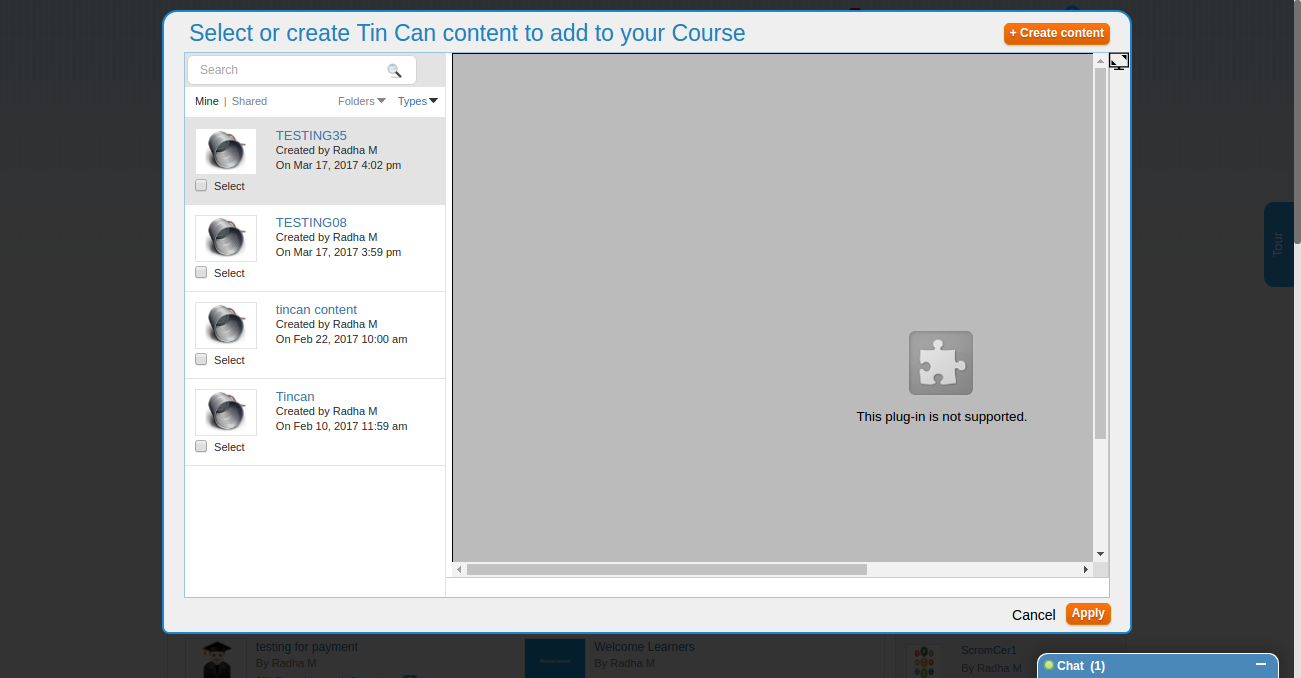 Select or create Tin Can content to add to your Course
+ Create content
Search
Mine | Shared
Folders
Types
TESTING35
Created by Radha M
On Mar 17, 2017 4:02 pm
Select
TESTING08
Created by Radha M
On Mar 17, 2017 3:59 pm
Select
tincan content
Created by Radha M
On Feb 22, 2017 10:00 am
Select
Tincan
Created by Radha M
On Feb 10, 2017 11:59 am
Select
This plug-in is not supported.
Tour
Cancel
Apply
testing for payment
By Radha M
Welcome Learners
By Radha M
ScromCer1
By Radha M
Chat (1)